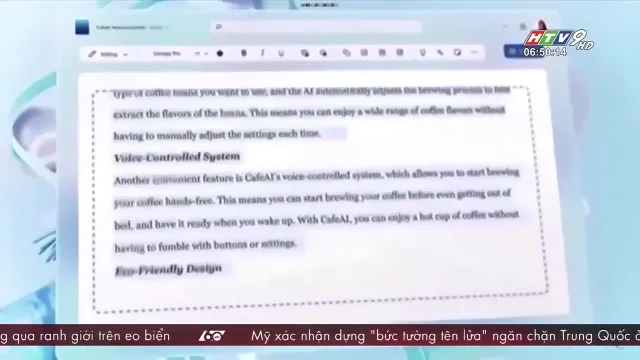 HTV9 HD
06:50:14
type of coffee beans you want to use, and the AI automatically adjusts the brewing process to best
extract the flavors of the beans. This means you can enjoy a wide range of coffee flavors without
having to manually adjust the settings each time.
Voice-Controlled System
Another convenient feature is CafeAI's voice-controlled system, which allows you to start brewing
your coffee hands-free. This means you can start brewing your coffee before even getting out of
bed, and have it ready when you wake up. With CafeAI, you can enjoy a hot cup of coffee without
having to fumble with buttons or settings.
Eco-Friendly Design
g qua ranh giới trên eo biển
Mỹ xác nhận dựng "bức tường tên lửa" ngăn chặn Trung Quốc